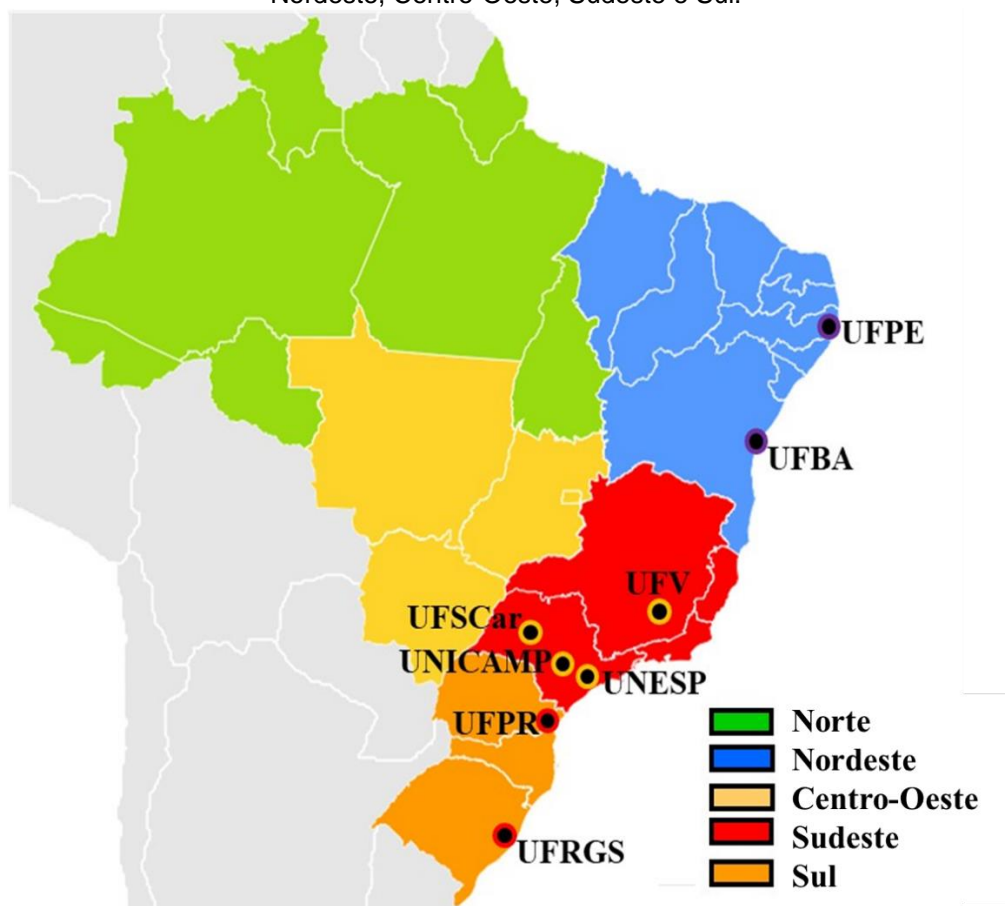 Nordeste, Centro-Oeste, Sudeste e Sul.
UFPE
UFBA
UFV
UFSCar
UNICAMP
UNESP
UFPR
UFRGS
Norte
Nordeste
Centro-Oeste
Sudeste
Sul